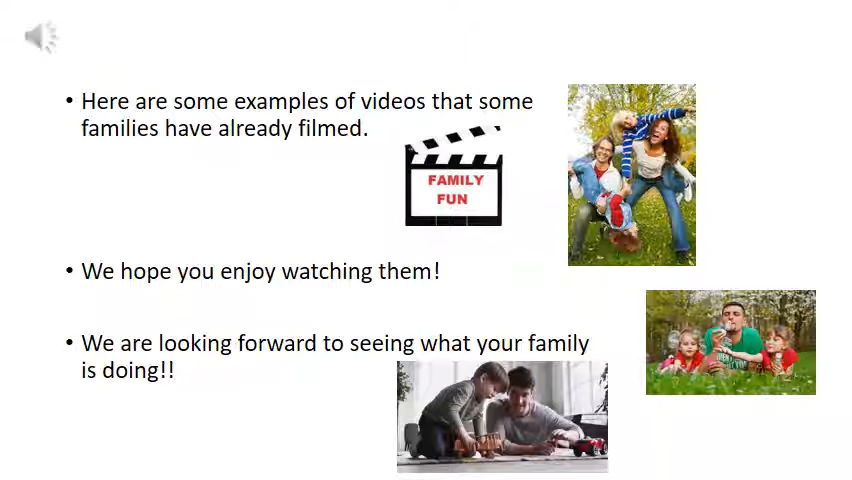 • Here are some examples of videos that some
families have already filmed.
FAMILY
FUN
• We hope you enjoy watching them!
• We are looking forward to seeing what your family
is doing!!